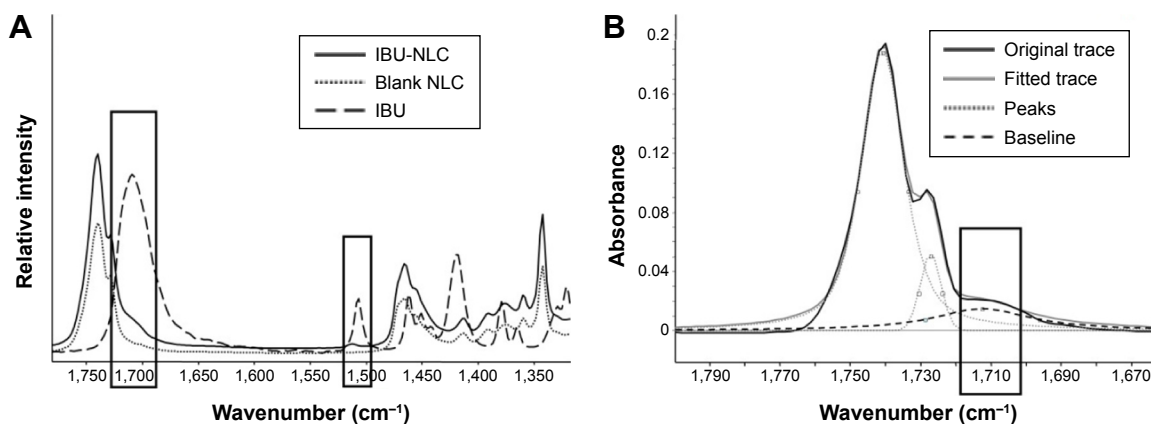 A
IBU-NLC
Blank NLC
IBU
Relative intensity
1,750 1,700 1,650 1,600 1,550 1,500 1,450 1,400 1,350
Wavenumber (cm⁻¹)
B
0.2
0.16
0.12
0.08
0.04
0
Original trace
Fitted trace
Peaks
Baseline
Absorbance
1,790 1,770 1,750 1,730 1,710 1,690 1,670
Wavenumber (cm⁻¹)